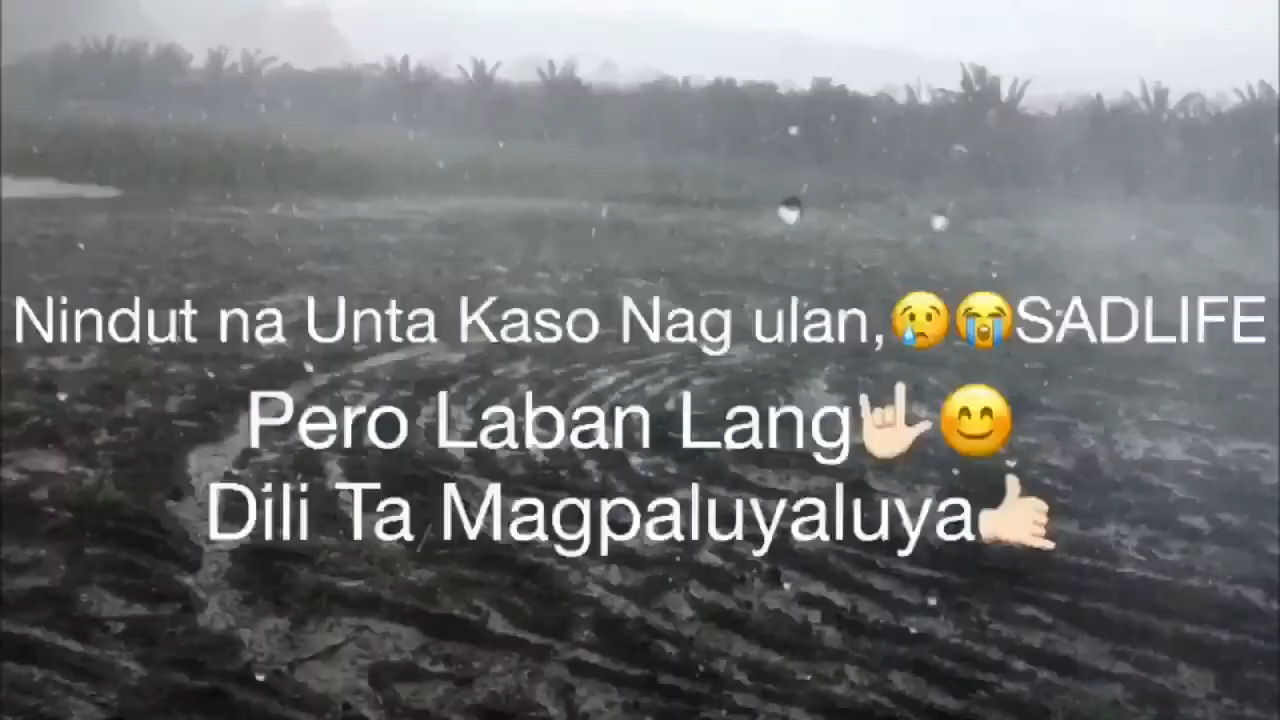 Nindut na Unta Kaso Nag ulan,😢😭SADLIFE
Pero Laban Lang🤟🏻😊
Dili Ta Magpaluyaluya🤙🏻